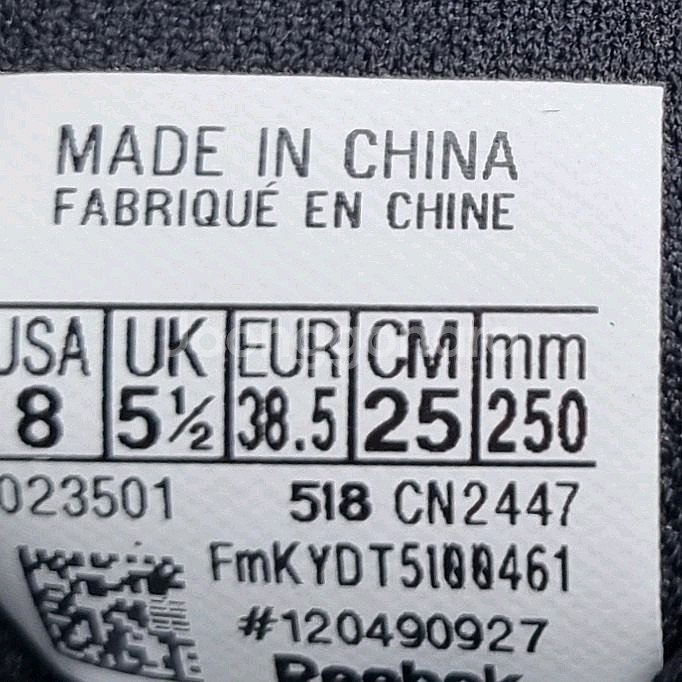 MADE IN CHINA
FABRIQUÉ EN CHINE
USA UK EUR CM mm
8 5½ 38.5 25 250
023501 518 CN2447
FmKYDT5100461
#120490927
Reebok